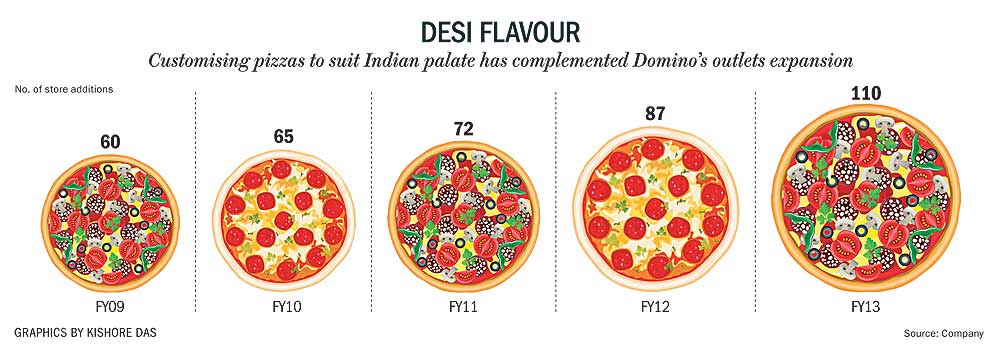 DESI FLAVOUR
Customising pizzas to suit Indian palate has complemented Domino's outlets expansion
No. of store additions
60
65
72
87
110
FY09
FY10
FY11
FY12
FY13
GRAPHICS BY KISHORE DAS
Source: Company